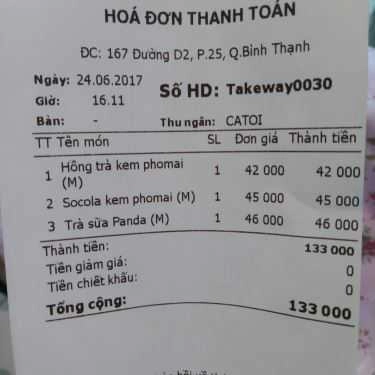 HOÁ ĐƠN THANH TOÁN
ĐC: 167 Đường D2, P.25, Q.Bình Thạnh
Ngày: 24.06.2017 Số HD: Takeway0030
Giờ: 16.11
Bàn: - Thu ngân: CATOI
TT Tên món SL Đơn giá Thành tiền
1 Hồng trà kem phomai (M) 1 42 000 42 000
2 Socola kem phomai (M) 1 45 000 45 000
3 Trà sữa Panda (M) 1 46 000 46 000
Thành tiền: 133 000
Tiền giảm giá: 0
Tiền chiết khấu: 0
Tổng cộng: 133 000